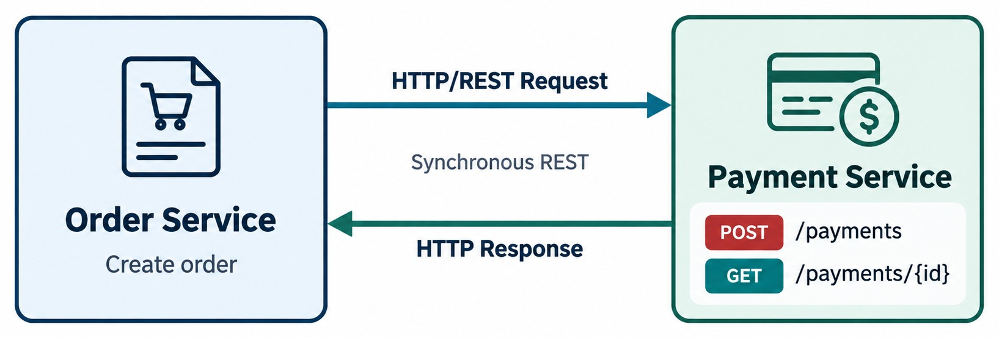 Order Service
Create order
HTTP/REST Request
Synchronous REST
HTTP Response
$
Payment Service
POST /payments
GET /payments/{id}